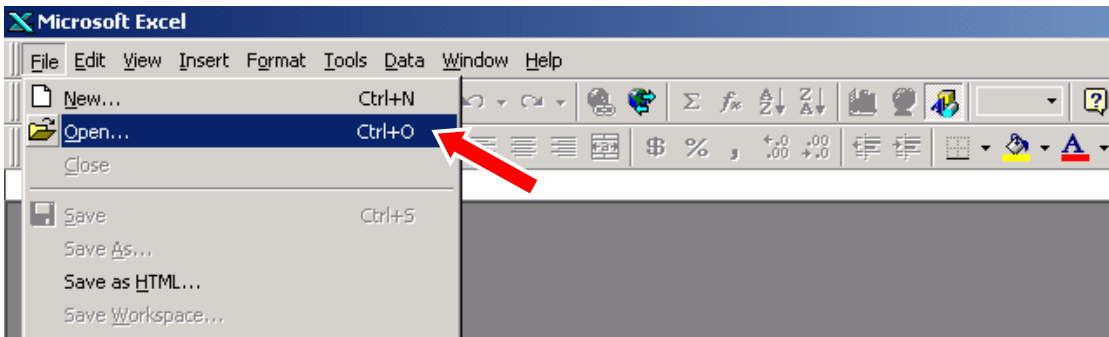 Microsoft Excel
File Edit View Insert Format Tools Data Window Help
New... Ctrl+N
Open... Ctrl+O
Close
Save Ctrl+S
Save As...
Save as HTML...
Save Workspace...